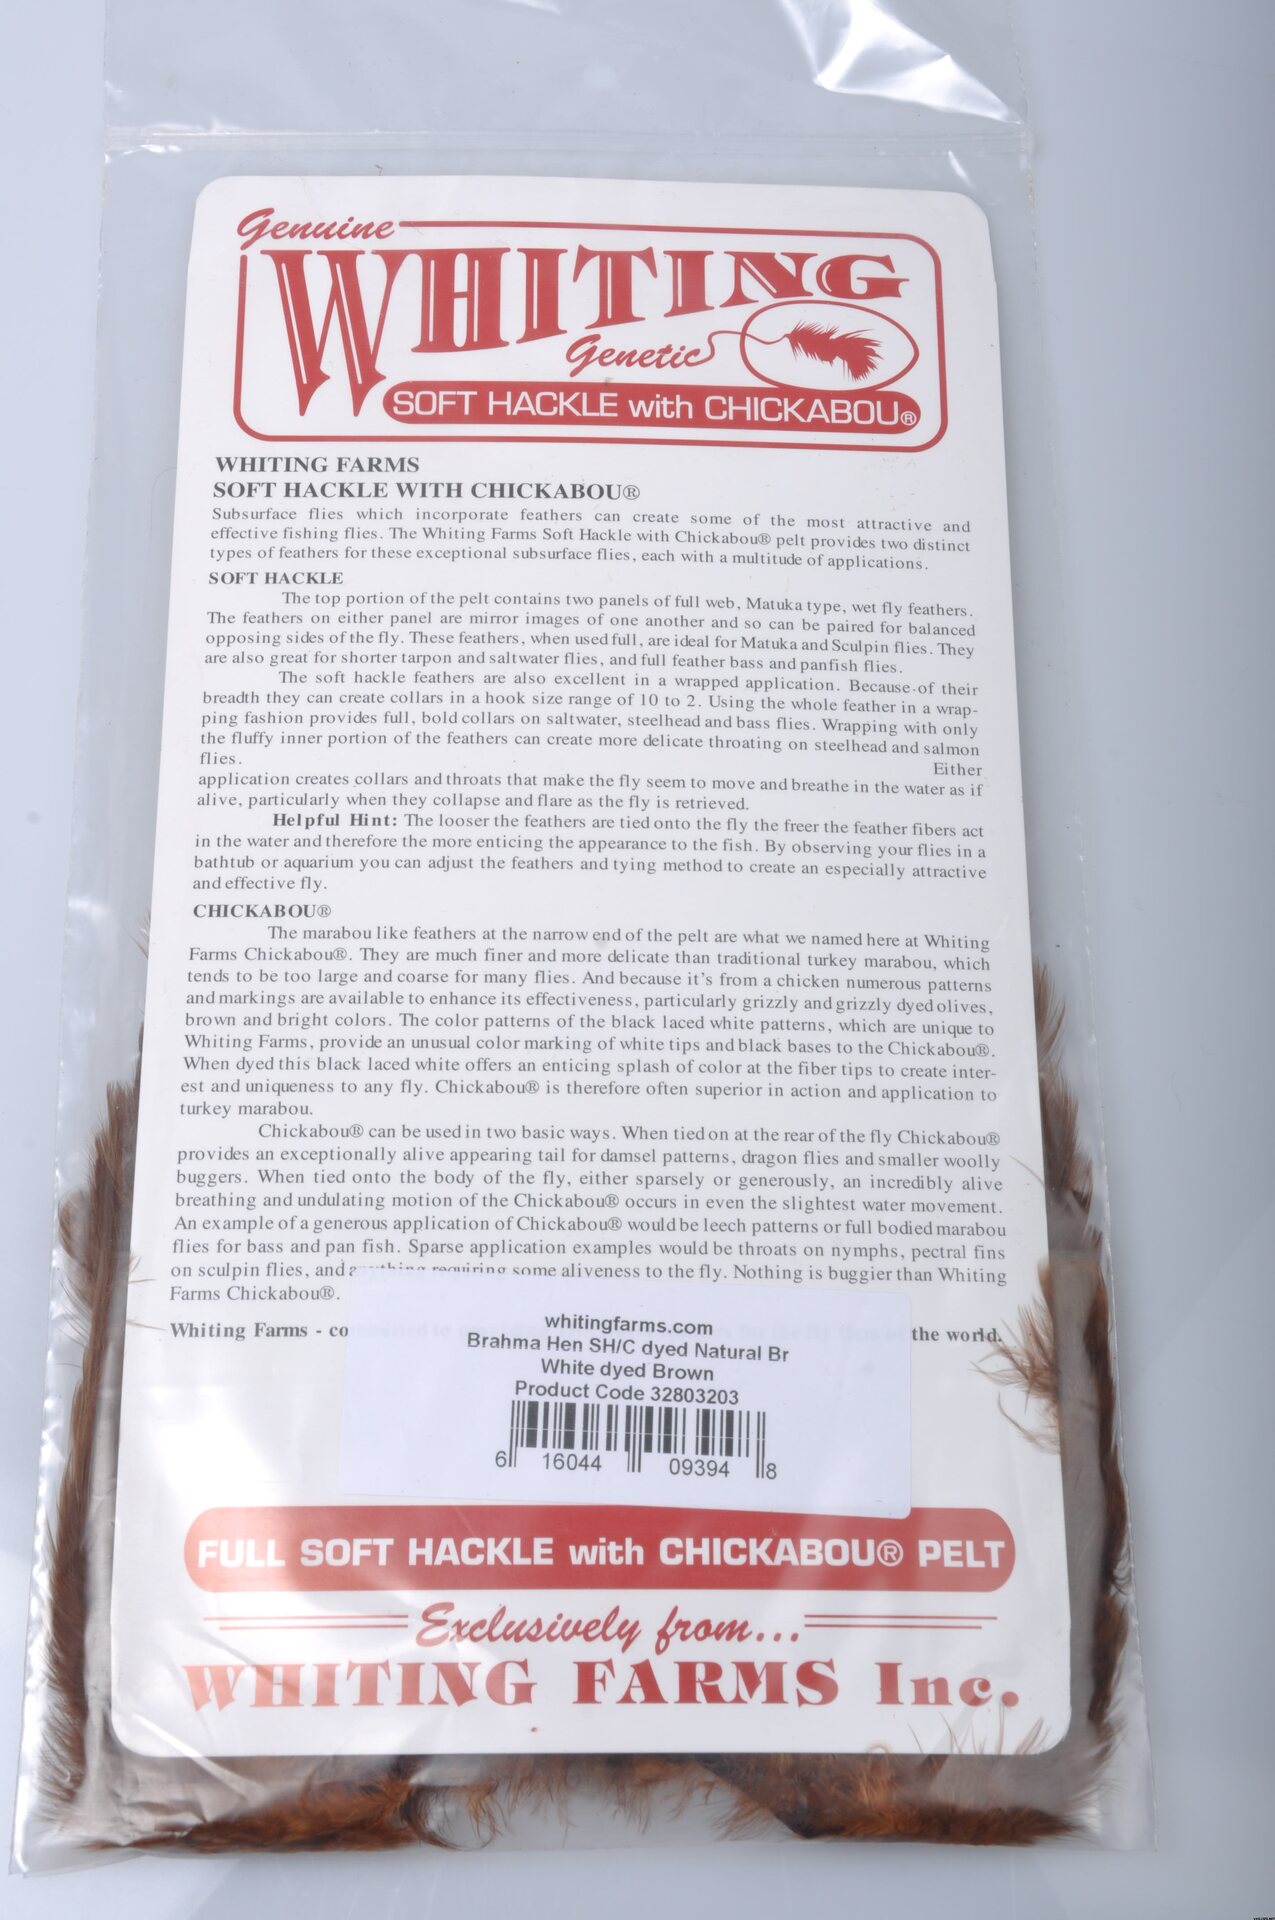 Genuine
WHITING
Genetic
SOFT HACKLE with CHICKABOU®
WHITING FARMS
SOFT HACKLE WITH CHICKABOU®
Subsurface flies which incorporate feathers can create some of the most attractive and
effective fishing flies. The Whiting Farms Soft Hackle with Chickabou® pelt provides two distinct
types of feathers for these exceptional subsurface flies, each with a multitude of applications.
SOFT HACKLE
The top portion of the pelt contains two panels of full web, Matuka type, wet fly feathers.
The feathers on either panel are mirror images of one another and so can be paired for balanced
opposing sides of the fly. These feathers, when used full, are ideal for Matuka and Sculpin flies. They
are also great for shorter tarpon and saltwater flies, and full feather bass and panfish flies.
The soft hackle feathers are also excellent in a wrapped application. Because of their
breadth they can create collars in a hook size range of 10 to 2. Using the whole feather in a wrap-
ping fashion provides full, bold collars on saltwater, steelhead and bass flies. Wrapping with only
the fluffy inner portion of the feathers can create more delicate throating on steelhead and salmon
flies. Either
application creates collars and throats that make the fly seem to move and breathe in the water as if
alive, particularly when they collapse and flare as the fly is retrieved.
Helpful Hint: The looser the feathers are tied onto the fly the freer the feather fibers act
in the water and therefore the more enticing the appearance to the fish. By observing your flies in a
bathtub or aquarium you can adjust the feathers and tying method to create an especially attractive
and effective fly.
CHICKABOU®
The marabou like feathers at the narrow end of the pelt are what we named here at Whiting
Farms Chickabou®. They are much finer and more delicate than traditional turkey marabou, which
tends to be too large and coarse for many flies. And because it's from a chicken numerous patterns
and markings are available to enhance its effectiveness, particularly grizzly and grizzly dyed olives,
brown and bright colors. The color patterns of the black laced white patterns, which are unique to
Whiting Farms, provide an unusual color marking of white tips and black bases to the Chickabou®.
When dyed this black laced white offers an enticing splash of color at the fiber tips to create inter-
est and uniqueness to any fly. Chickabou® is therefore often superior in action and application to
turkey marabou.
Chickabou® can be used in two basic ways. When tied on at the rear of the fly Chickabou®
provides an exceptionally alive appearing tail for damsel patterns, dragon flies and smaller woolly
buggers. When tied onto the body of the fly, either sparsely or generously, an incredibly alive
breathing and undulating motion of the Chickabou® occurs in even the slightest water movement.
An example of a generous application of Chickabou® would be leech patterns or full bodied marabou
flies for bass and pan fish. Sparse application examples would be throats on nymphs, pectral fins
on sculpin flies, and anything requiring some aliveness to the fly. Nothing is buggier than Whiting
Farms Chickabou®.
Whiting Farms - co the world.
whitingfarms.com
Brahma Hen SH/C dyed Natural Br
White dyed Brown
Product Code 32803203
6 16044 09394 8
FULL SOFT HACKLE with CHICKABOU® PELT
Exclusively from...
WHITING FARMS Inc.